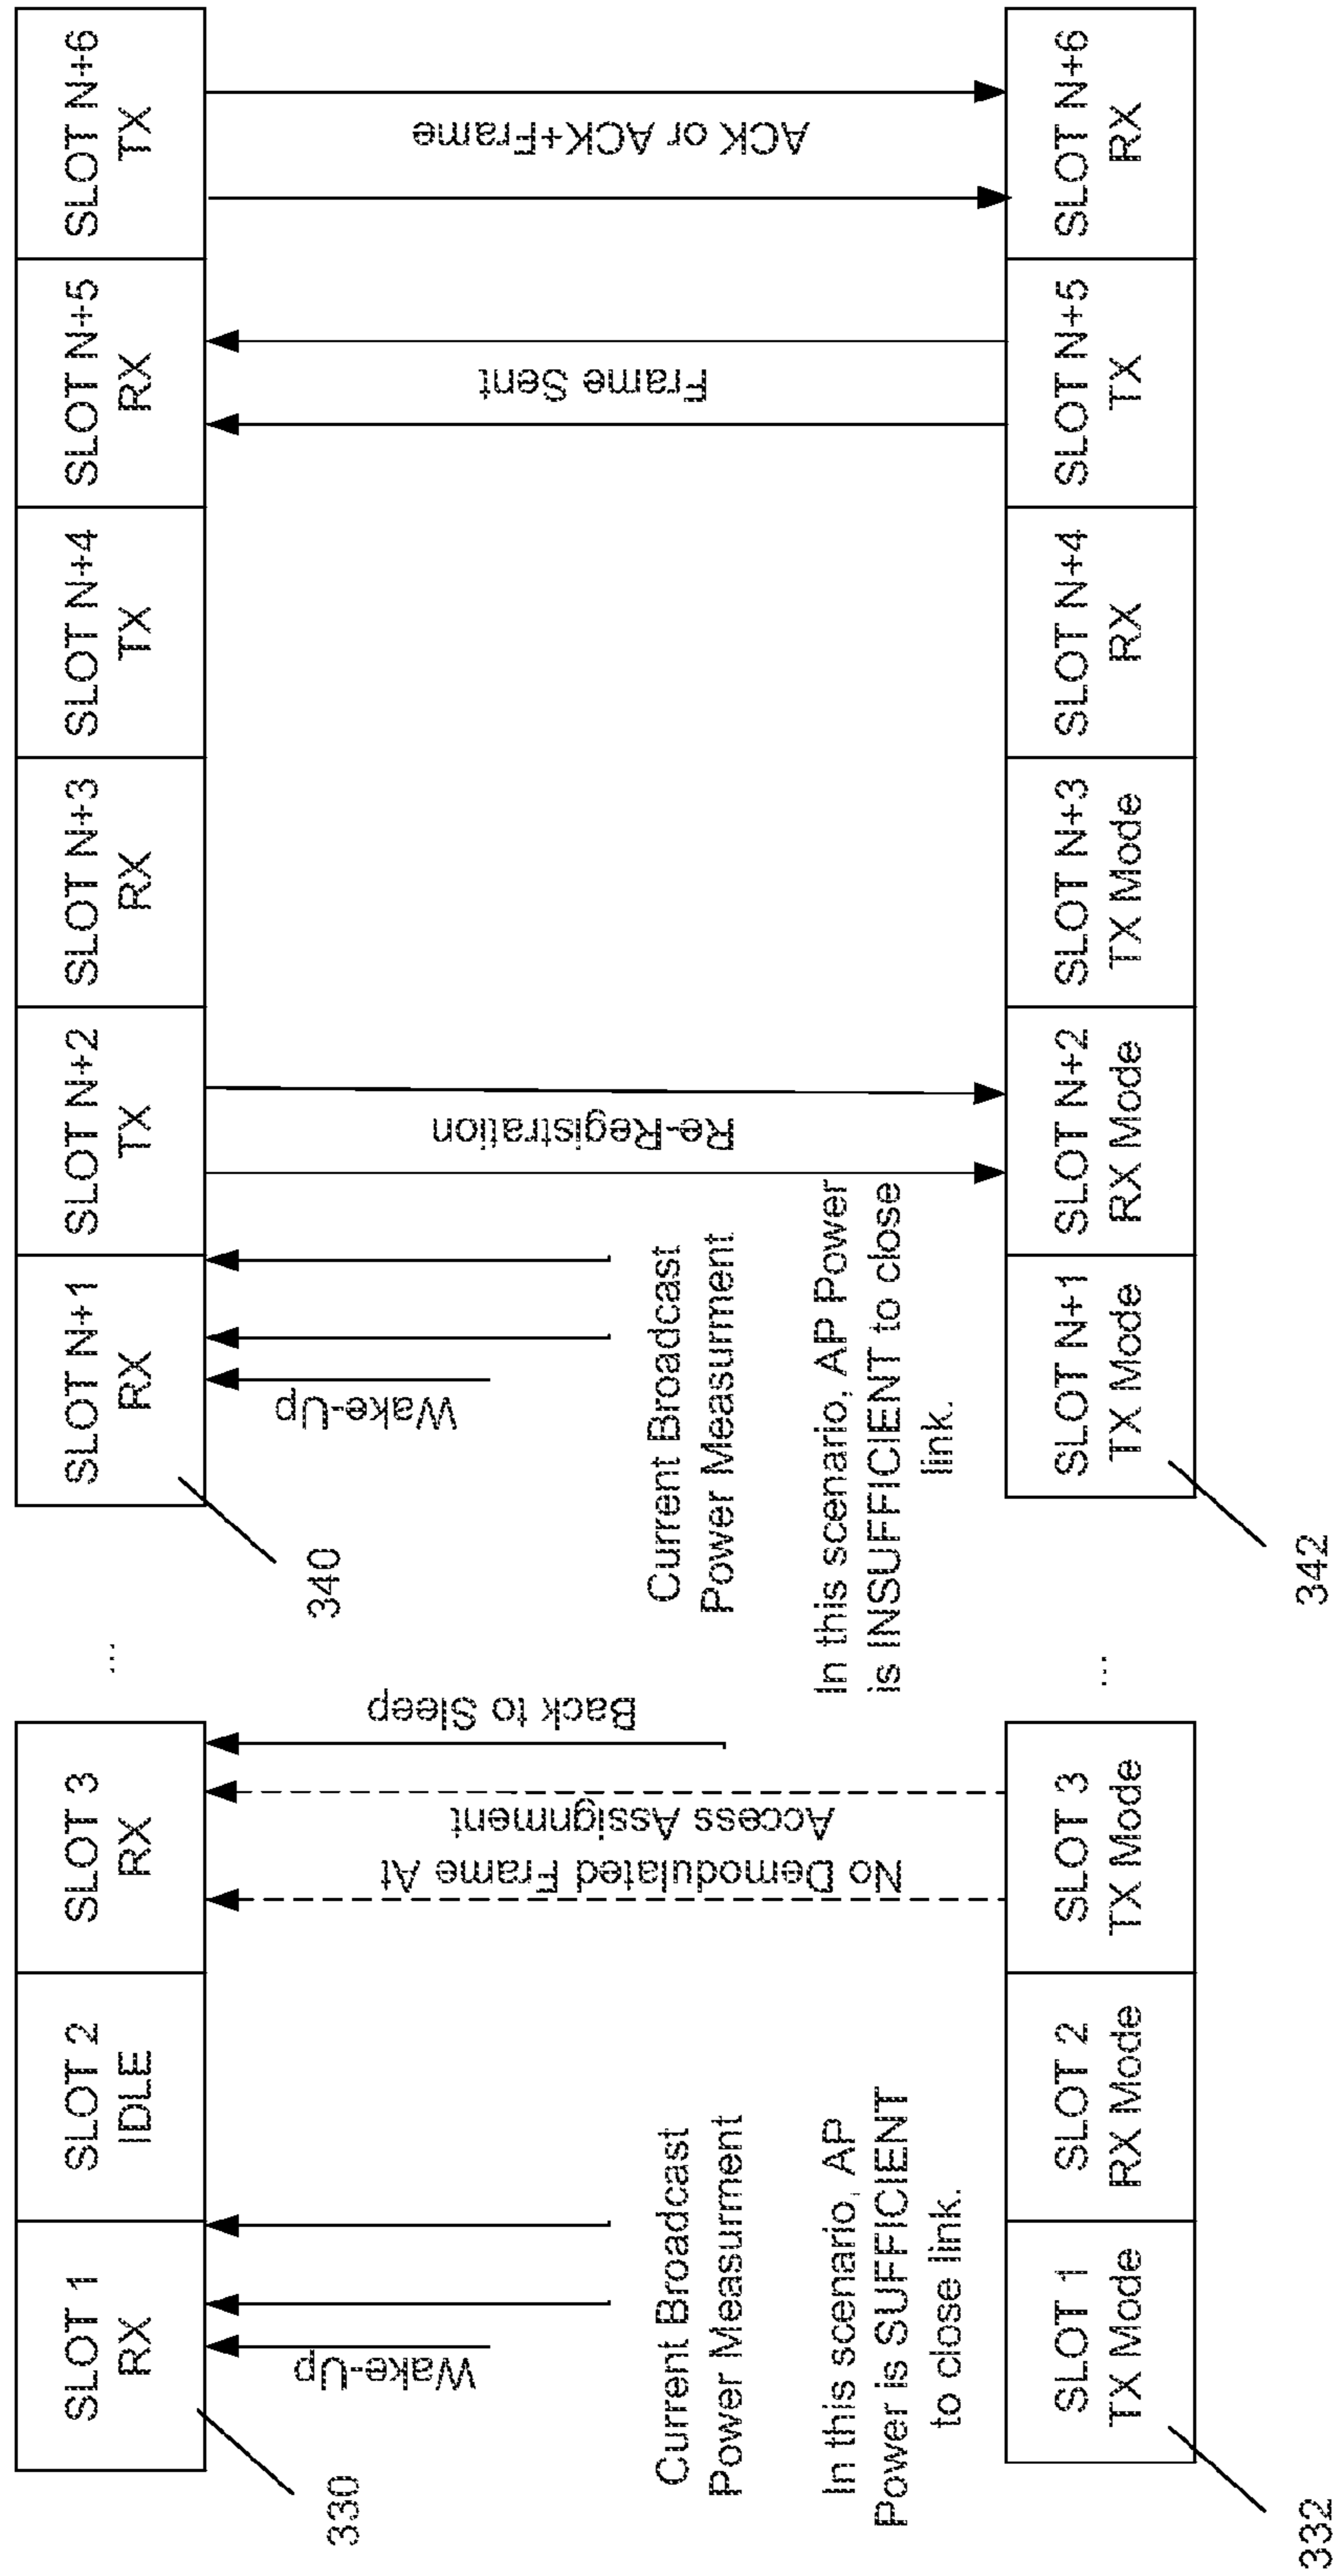 SLOT 1
RX
SLOT 2
IDLE
SLOT 3
RX
...
SLOT N+1
RX
SLOT N+2
TX
SLOT N+3
RX
SLOT N+4
TX
SLOT N+5
RX
SLOT N+6
TX
330
340
Wake-Up
Current Broadcast
Power Measurment
In this scenario, AP
Power is SUFFICIENT
to close link.
No Demodulated Frame At
Access Assignment
Back to Sleep
Wake-Up
Current Broadcast
Power Measurment
In this scenario, AP Power
is INSUFFICIENT to close
link.
Re-Registration
Frame Sent
ACK or ACK+Frame
SLOT 1
TX Mode
SLOT 2
RX Mode
SLOT 3
TX Mode
...
SLOT N+1
TX Mode
SLOT N+2
RX Mode
SLOT N+3
TX Mode
SLOT N+4
RX
SLOT N+5
TX
SLOT N+6
RX
332
342